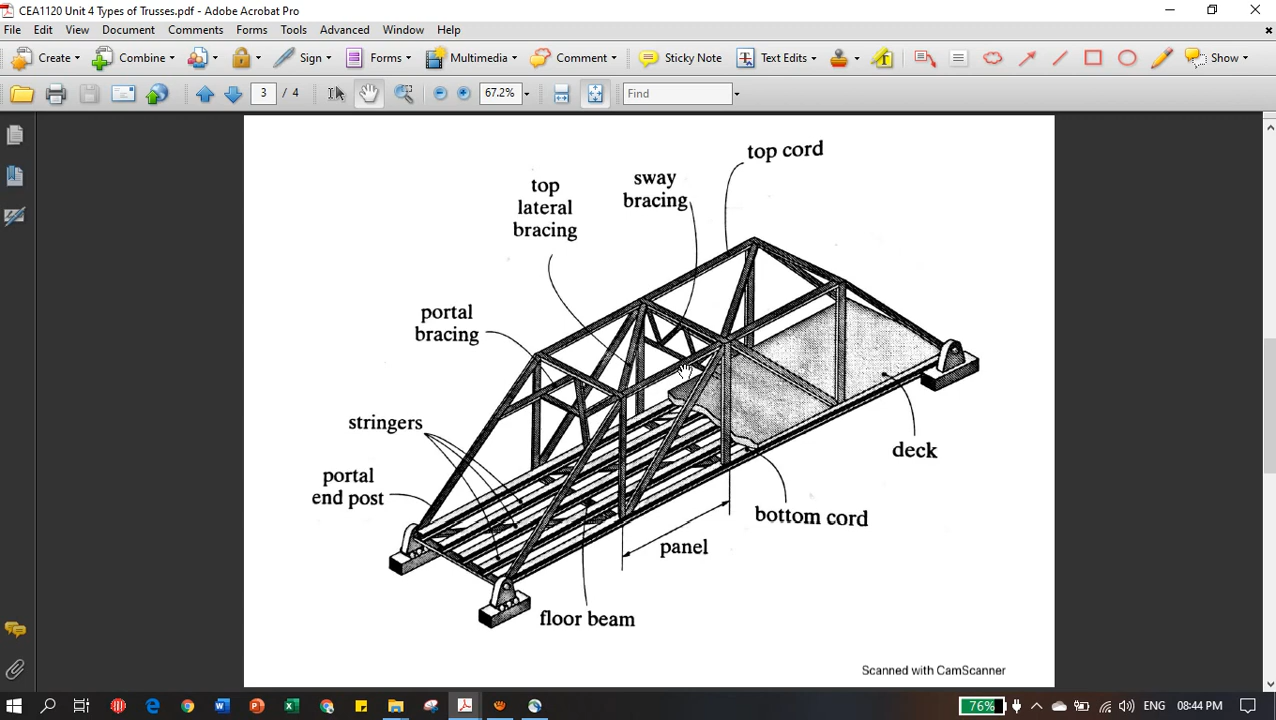 CEA1120 Unit 4 Types of Trusses.pdf - Adobe Acrobat Pro
File Edit View Document Comments Forms Tools Advanced Window Help
Create Combine Sign Forms Multimedia Comment Sticky Note Text Edits Show
3 / 4 67.2% Find
top cord
sway
bracing
top
lateral
bracing
portal
bracing
stringers
portal
end post
deck
bottom cord
panel
floor beam
Scanned with CamScanner
76% ENG 08:44 PM